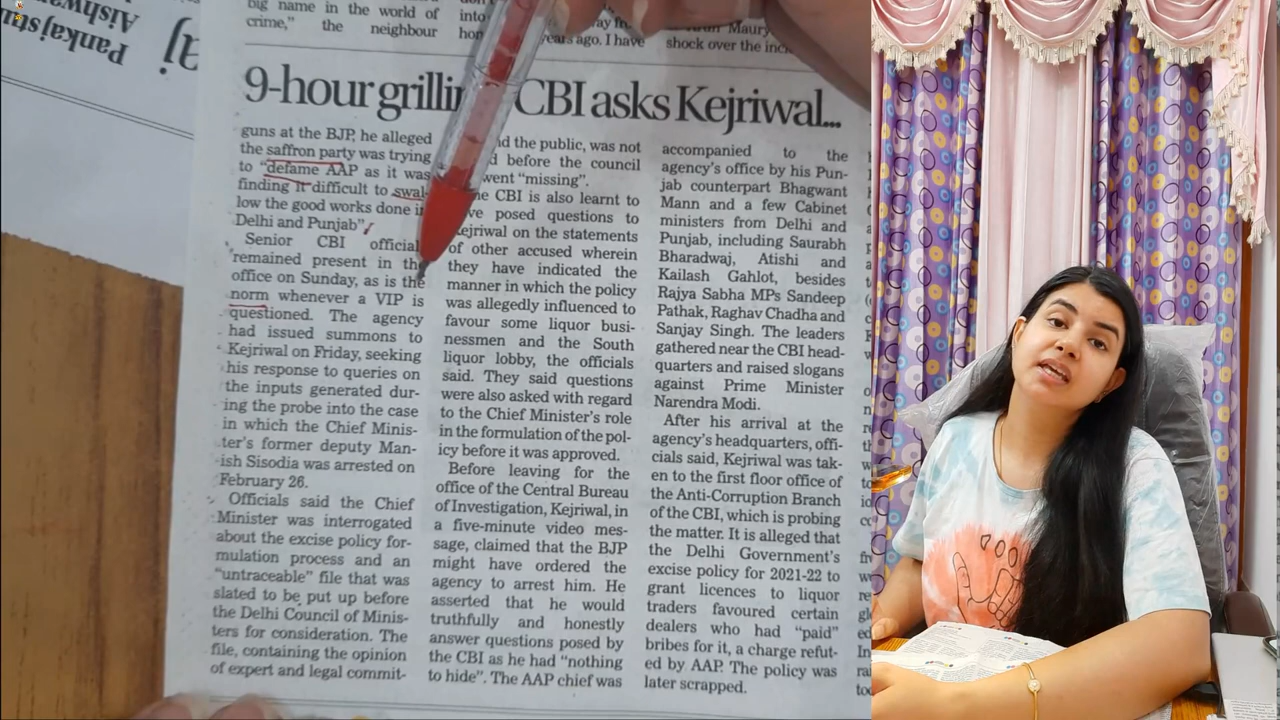 Pankajstu
Aishwa
big name in the world of
crime,” the neighbour
into
hop
years ago. I have
Maury
shock over the inci
9-hour grillin CBI asks Kejriwal...
guns at the BJP, he alleged
the saffron party was trying
to “defame AAP as it was
finding it difficult to swal
low the good works done i
Delhi and Punjab”,
Senior CBI official
remained present in the
office on Sunday, as is the
norm whenever a VIP is
questioned. The agency
had issued summons to
Kejriwal on Friday, seeking
his response to queries on
the inputs generated dur-
ing the probe into the case
in which the Chief Minis-
ter’s former deputy Man-
ish Sisodia was arrested on
February 26.
Officials said the Chief
Minister was interrogated
about the excise policy for-
mulation process and an
“untraceable” file that was
slated to be put up before
the Delhi Council of Minis-
ters for consideration. The
file, containing the opinion
of expert and legal commit-
nd the public, was not
d before the council
went “missing”.
he CBI is also learnt to
ve posed questions to
ejriwal on the statements
of other accused wherein
they have indicated the
manner in which the policy
was allegedly influenced to
favour some liquor busi-
nessmen and the South
liquor lobby, the officials
said. They said questions
were also asked with regard
to the Chief Minister’s role
in the formulation of the pol-
icy before it was approved.
Before leaving for the
office of the Central Bureau
of Investigation, Kejriwal, in
a five-minute video mes-
sage, claimed that the BJP
might have ordered the
agency to arrest him. He
asserted that he would
truthfully and honestly
answer questions posed by
the CBI as he had “nothing
to hide”. The AAP chief was
accompanied to the
agency’s office by his Pun-
jab counterpart Bhagwant
Mann and a few Cabinet
ministers from Delhi and
Punjab, including Saurabh
Bharadwaj, Atishi and
Kailash Gahlot, besides
Rajya Sabha MPs Sandeep
Pathak, Raghav Chadha and
Sanjay Singh. The leaders
gathered near the CBI head-
quarters and raised slogans
against Prime Minister
Narendra Modi.
After his arrival at the
agency’s headquarters, offi-
cials said, Kejriwal was tak-
en to the first floor office of
the Anti-Corruption Branch
of the CBI, which is probing
the matter. It is alleged that
the Delhi Government’s
excise policy for 2021-22 to
grant licences to liquor
traders favoured certain
dealers who had “paid”
bribes for it, a charge refut-
ed by AAP. The policy was
later scrapped.